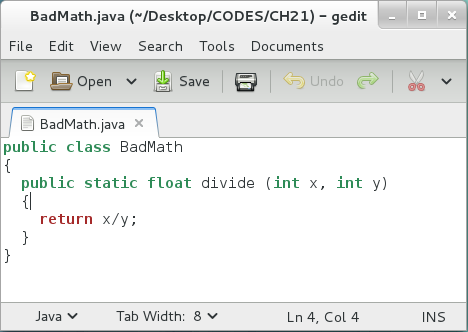 BadMath.java (~/Desktop/CODES/CH21) – gedit
File Edit View Search Tools Documents
Open Save Undo
BadMath.java
public class BadMath
{
  public static float divide (int x, int y)
  {
    return x/y;
  }
}
Java Tab Width: 8 Ln 4, Col 4 INS